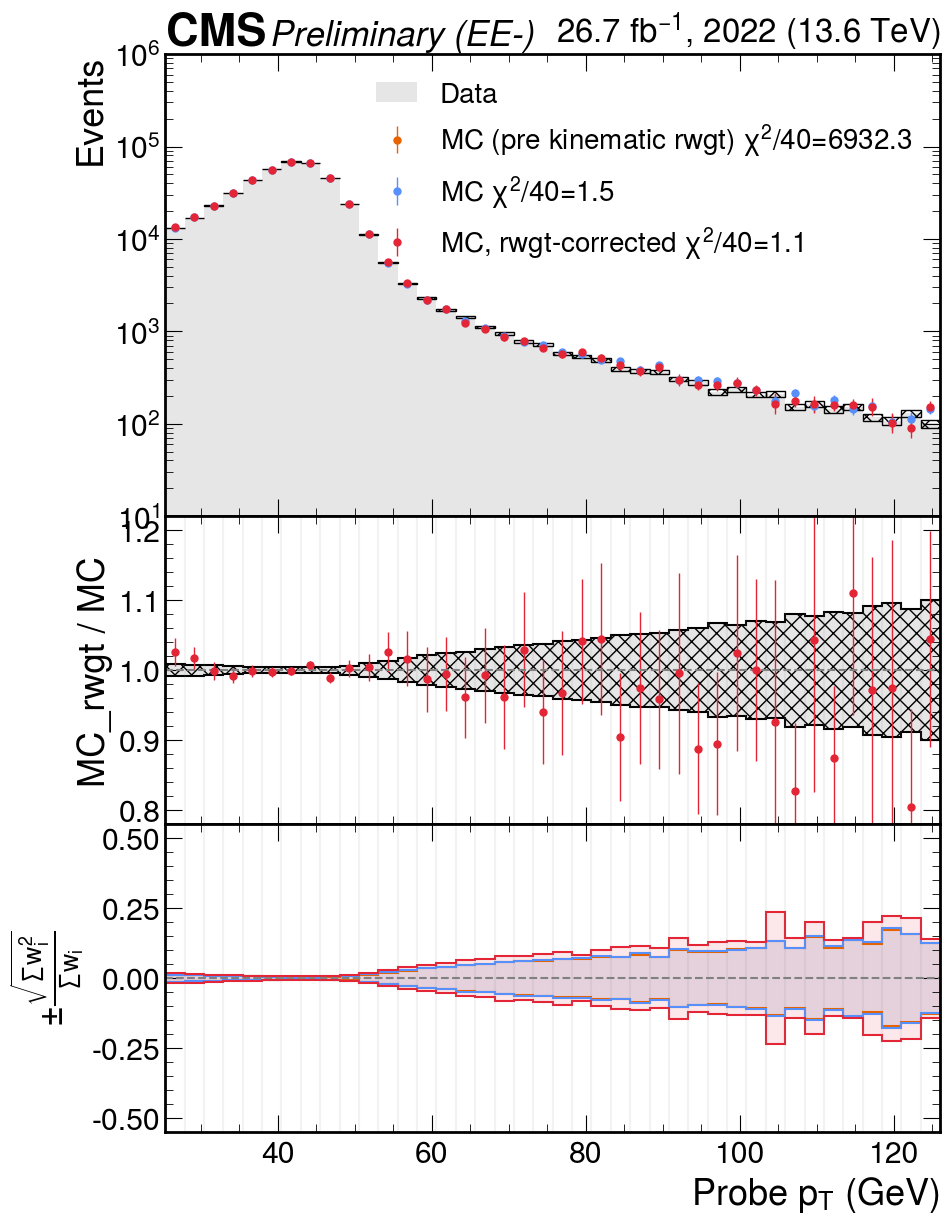 CMS Preliminary (EE-) 26.7 fb⁻¹, 2022 (13.6 TeV)
Events
10⁶
10⁵
10⁴
10³
10²
10¹
Data
MC (pre kinematic rwgt) χ²/40=6932.3
MC χ²/40=1.5
MC, rwgt-corrected χ²/40=1.1
MC_rwgt / MC
1.2
1.1
1.0
0.9
0.8
± √Σwᵢ² / Σwᵢ
0.50
0.25
0.00
-0.25
-0.50
40 60 80 100 120
Probe p_T (GeV)